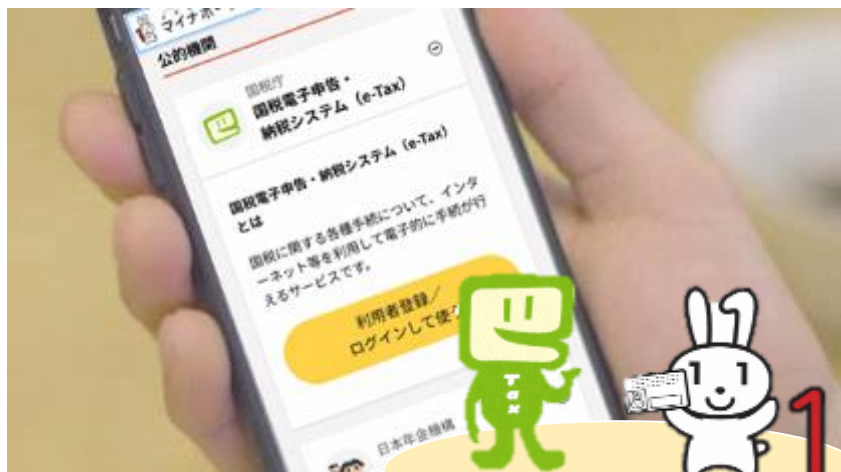 マイナポー
公的機関
国税庁
国税電子申告・
納税システム（e-Tax）
国税電子申告・納税システム（e-Tax）
とは
国税に関する各種手続について、インタ
ーネット等を利用して電子的に手続が行
えるサービスです。
利用者登録／
ログインして使
Tax
日本年金機構
1